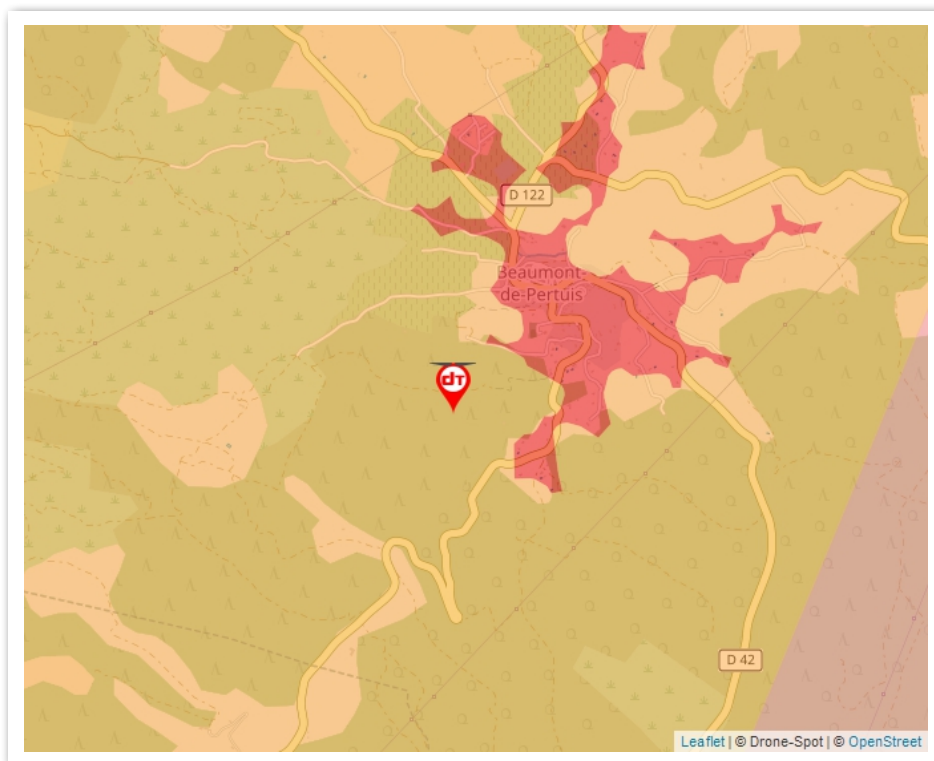 D 122
Beaumont-
de-Pertuis
dT
D 42
Leaflet | © Drone-Spot | © OpenStreet